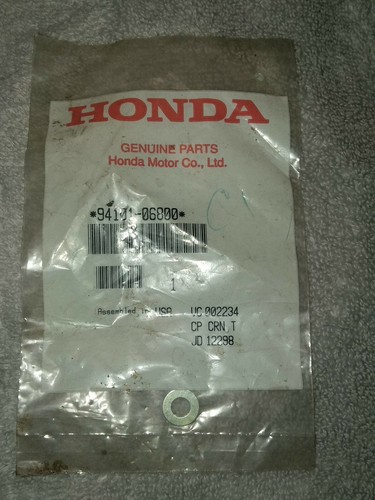 HONDA
GENUINE PARTS
Honda Motor Co., Ltd.
*94101-06800*
1
Assembled in USA VC 002234
CP CRN T
JD 12298